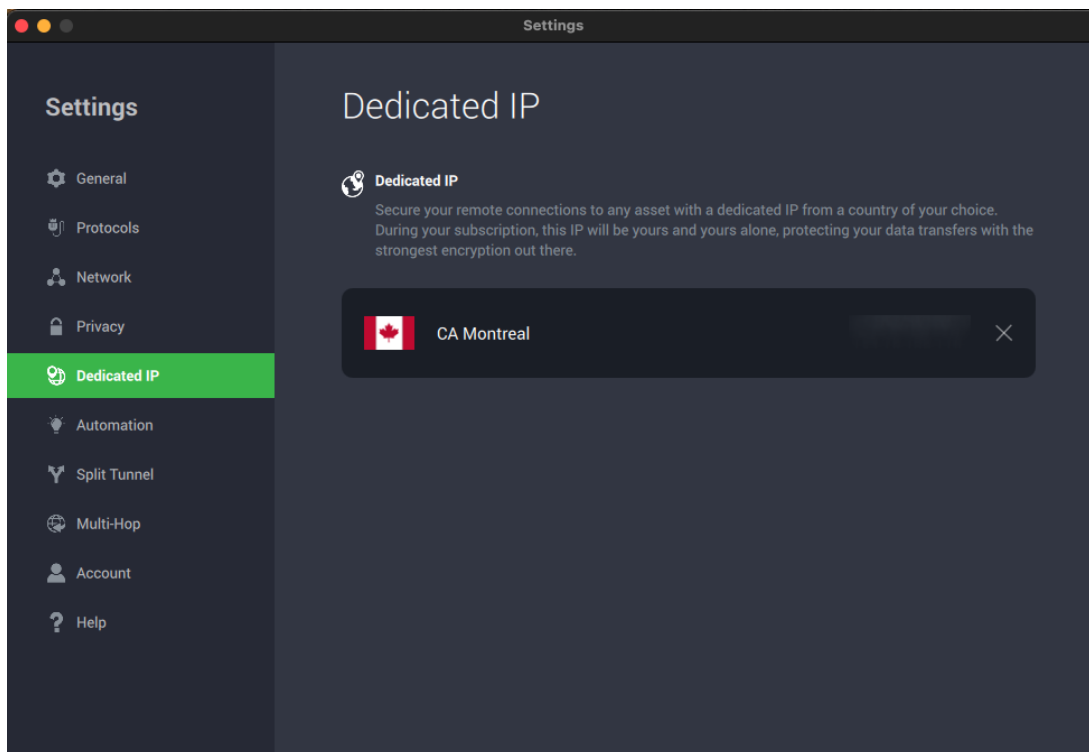 Settings
Settings
General
Protocols
Network
Privacy
Dedicated IP
Automation
Split Tunnel
Multi-Hop
Account
Help
Dedicated IP
Dedicated IP
Secure your remote connections to any asset with a dedicated IP from a country of your choice.
During your subscription, this IP will be yours and yours alone, protecting your data transfers with the
strongest encryption out there.
CA Montreal